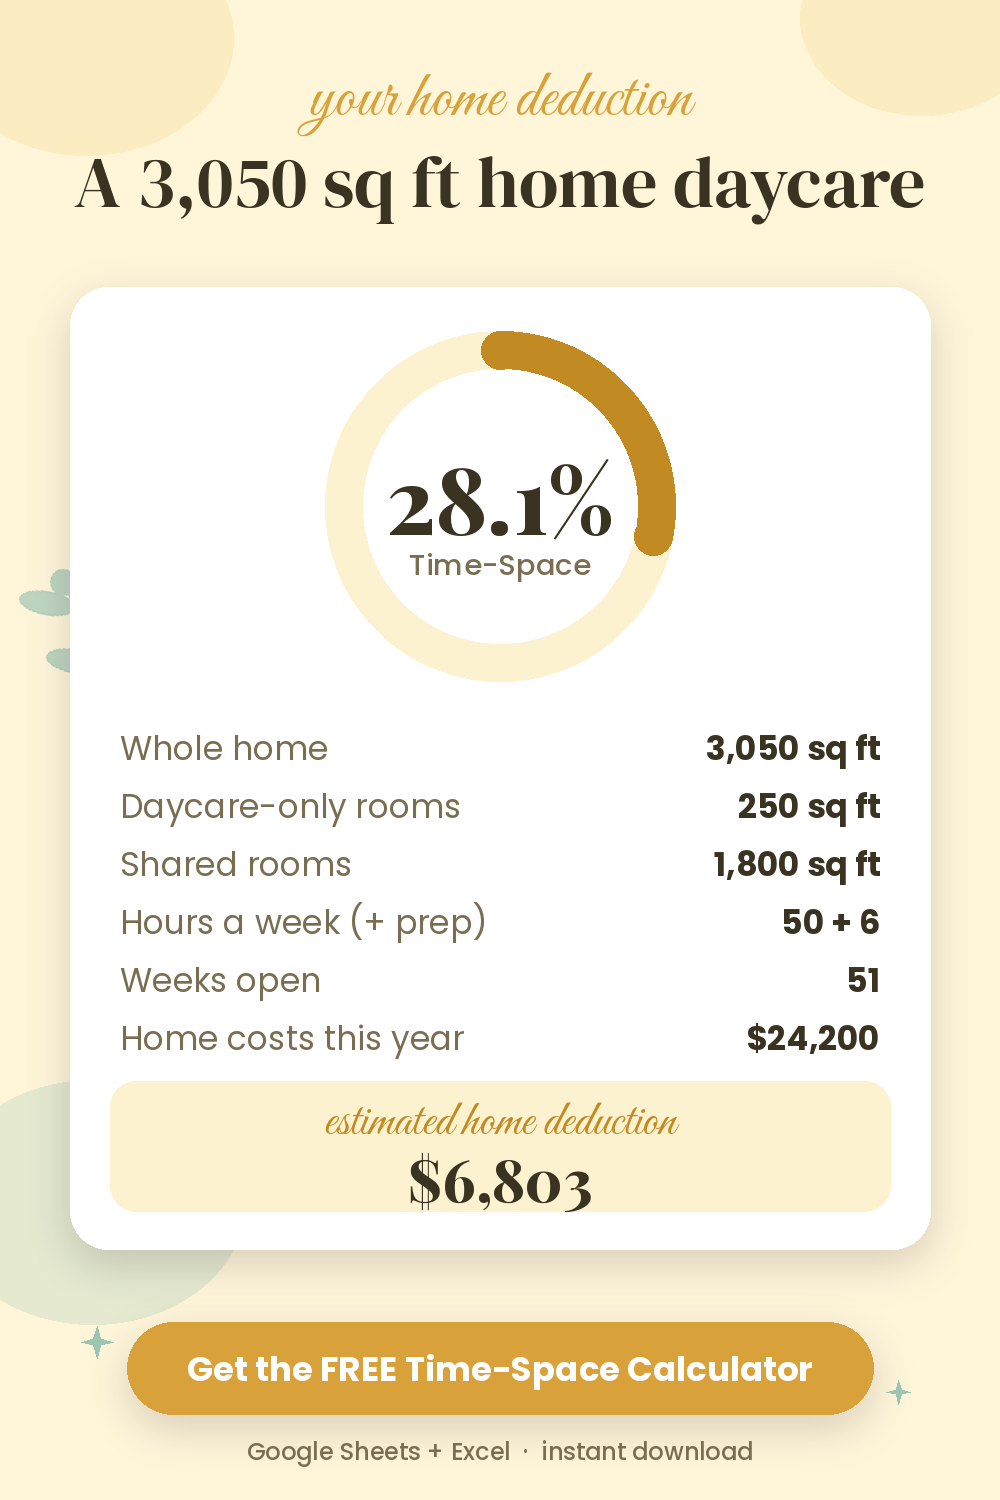 your home deduction
A 3,050 sq ft home daycare
28.1%
Time-Space
Whole home 3,050 sq ft
Daycare-only rooms 250 sq ft
Shared rooms 1,800 sq ft
Hours a week (+ prep) 50 + 6
Weeks open 51
Home costs this year $24,200
estimated home deduction
$6,803
Get the FREE Time-Space Calculator
Google Sheets + Excel · instant download